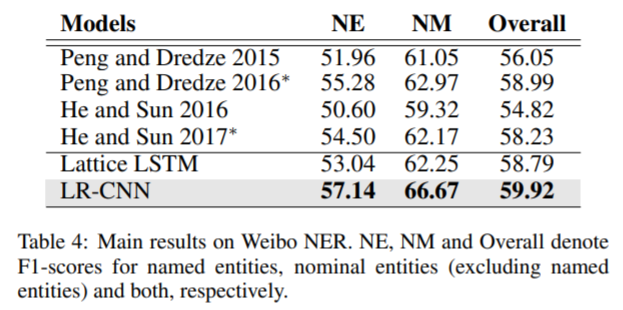 Models NE NM Overall
Peng and Dredze 2015 51.96 61.05 56.05
Peng and Dredze 2016* 55.28 62.97 58.99
He and Sun 2016 50.60 59.32 54.82
He and Sun 2017* 54.50 62.17 58.23
Lattice LSTM 53.04 62.25 58.79
LR-CNN 57.14 66.67 59.92
Table 4: Main results on Weibo NER. NE, NM and Overall denote
F1-scores for named entities, nominal entities (excluding named
entities) and both, respectively.